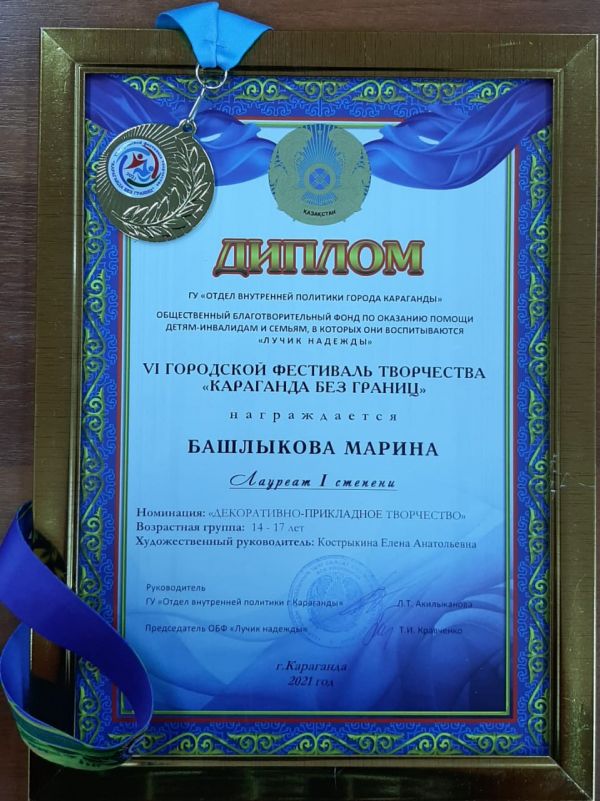 КАЗАҚСТАН
ДИПЛОМ
ГУ «ОТДЕЛ ВНУТРЕННЕЙ ПОЛИТИКИ ГОРОДА КАРАГАНДЫ»
ОБЩЕСТВЕННЫЙ БЛАГОТВОРИТЕЛЬНЫЙ ФОНД ПО ОКАЗАНИЮ ПОМОЩИ
ДЕТЯМ-ИНВАЛИДАМ И СЕМЬЯМ, В КОТОРЫХ ОНИ ВОСПИТЫВАЮТСЯ
«ЛУЧИК НАДЕЖДЫ»
VI ГОРОДСКОЙ ФЕСТИВАЛЬ ТВОРЧЕСТВА
«КАРАГАНДА БЕЗ ГРАНИЦ»
награждается
БАШЛЫКОВА МАРИНА
Лауреат I степени
Номинация: «ДЕКОРАТИВНО-ПРИКЛАДНОЕ ТВОРЧЕСТВО»
Возрастная группа: 14 - 17 лет
Художественный руководитель: Кострыкина Елена Анатольевна
Руководитель
ГУ «Отдел внутренней политики г.Караганды» Л.Т. Акилыканова
Председатель ОБФ «Лучик надежды» Т.И. Кравченко
г.Караганда
2021 год